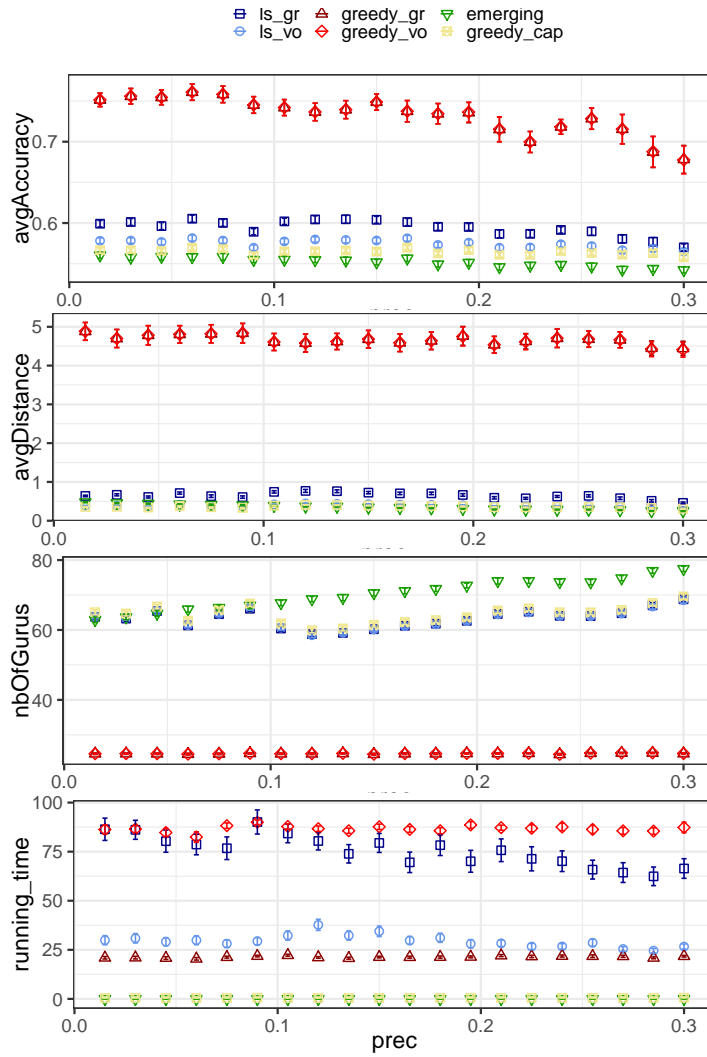 ls_gr greedy_gr emerging
ls_vo greedy_vo greedy_cap
avgAccuracy
0.7
0.6
0.0 0.1 0.2 0.3
avgDistance
5
4
3
2
1
0
0.0 0.1 0.2 0.3
nbOfGurus
80
60
40
0.0 0.1 0.2 0.3
running_time
100
75
50
25
0
0.0 0.1 0.2 0.3
prec